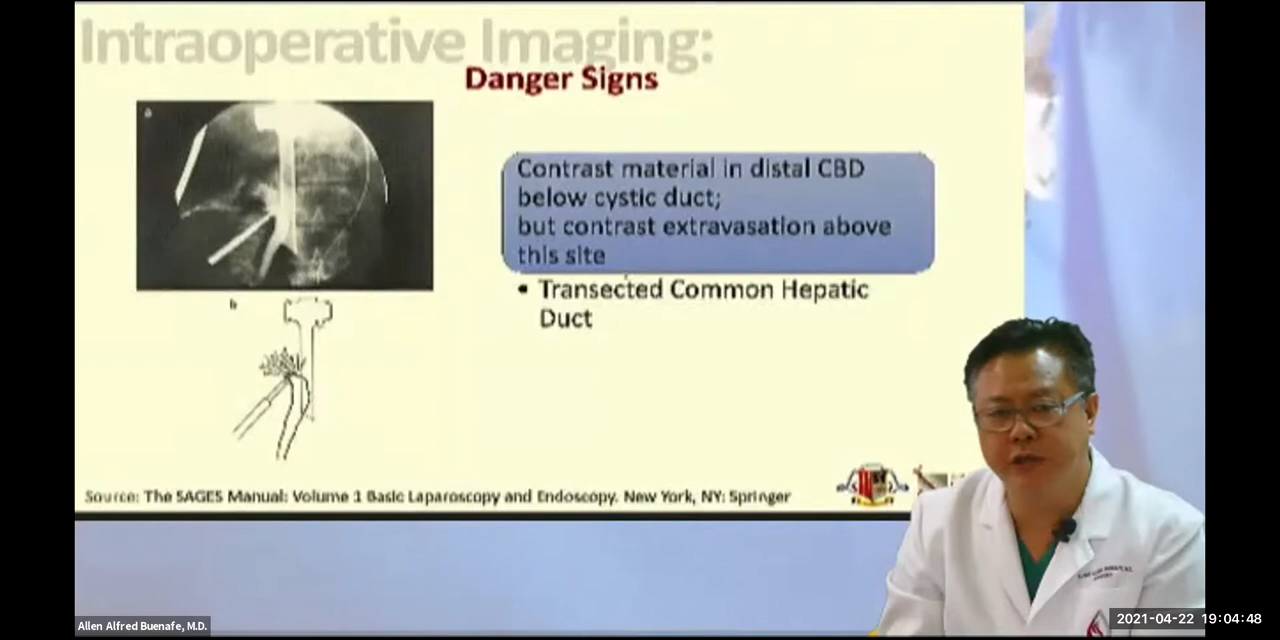 Intraoperative Imaging:
Danger Signs
a
Contrast material in distal CBD
below cystic duct;
but contrast extravasation above
this site
• Transected Common Hepatic
Duct
b
Source: The SAGES Manual: Volume 1 Basic Laparoscopy and Endoscopy. New York, NY: Springer
Allen Alfred Buenafe, M.D.
2021-04-22 19:04:48